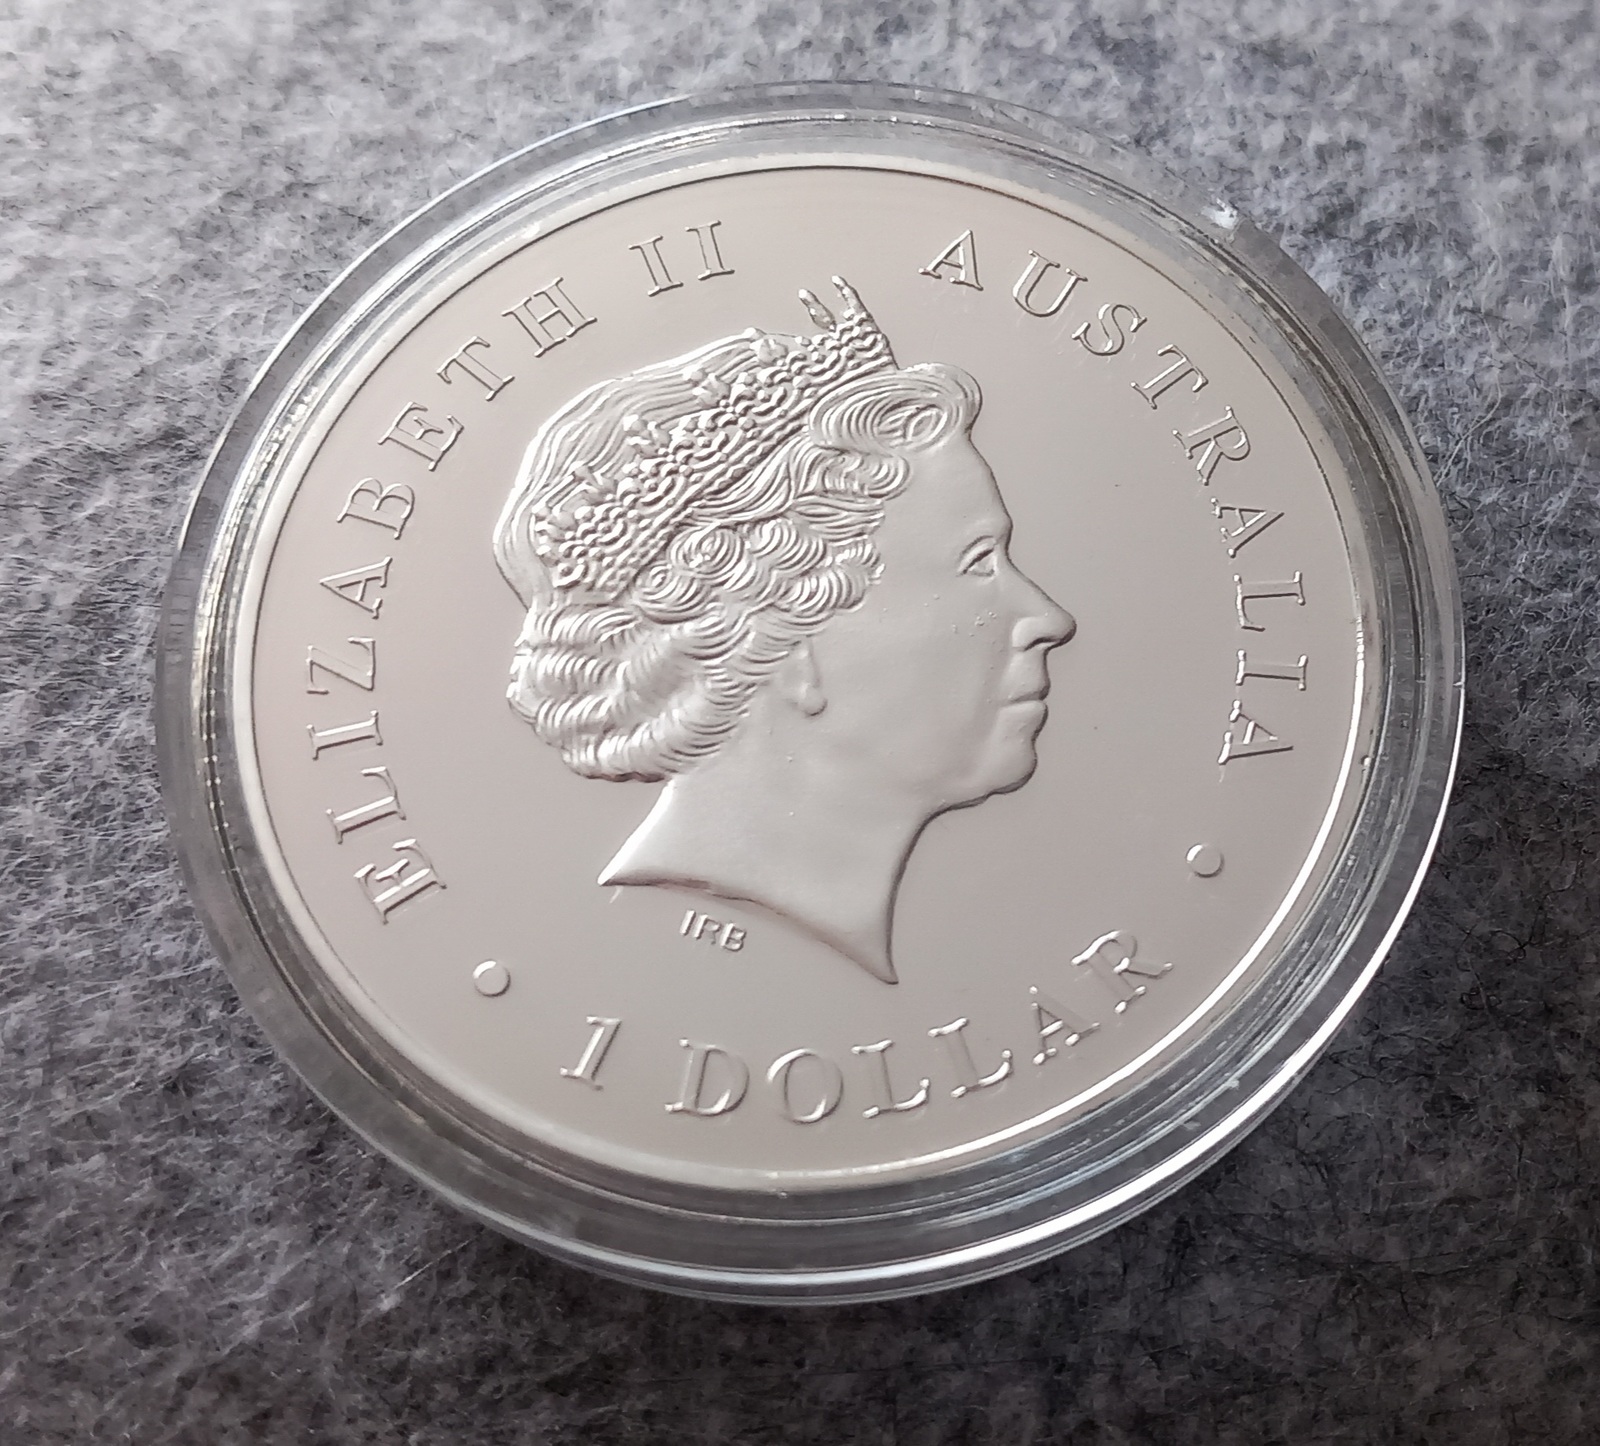 ELIZABETH II AUSTRALIA
IRB
1 DOLLAR